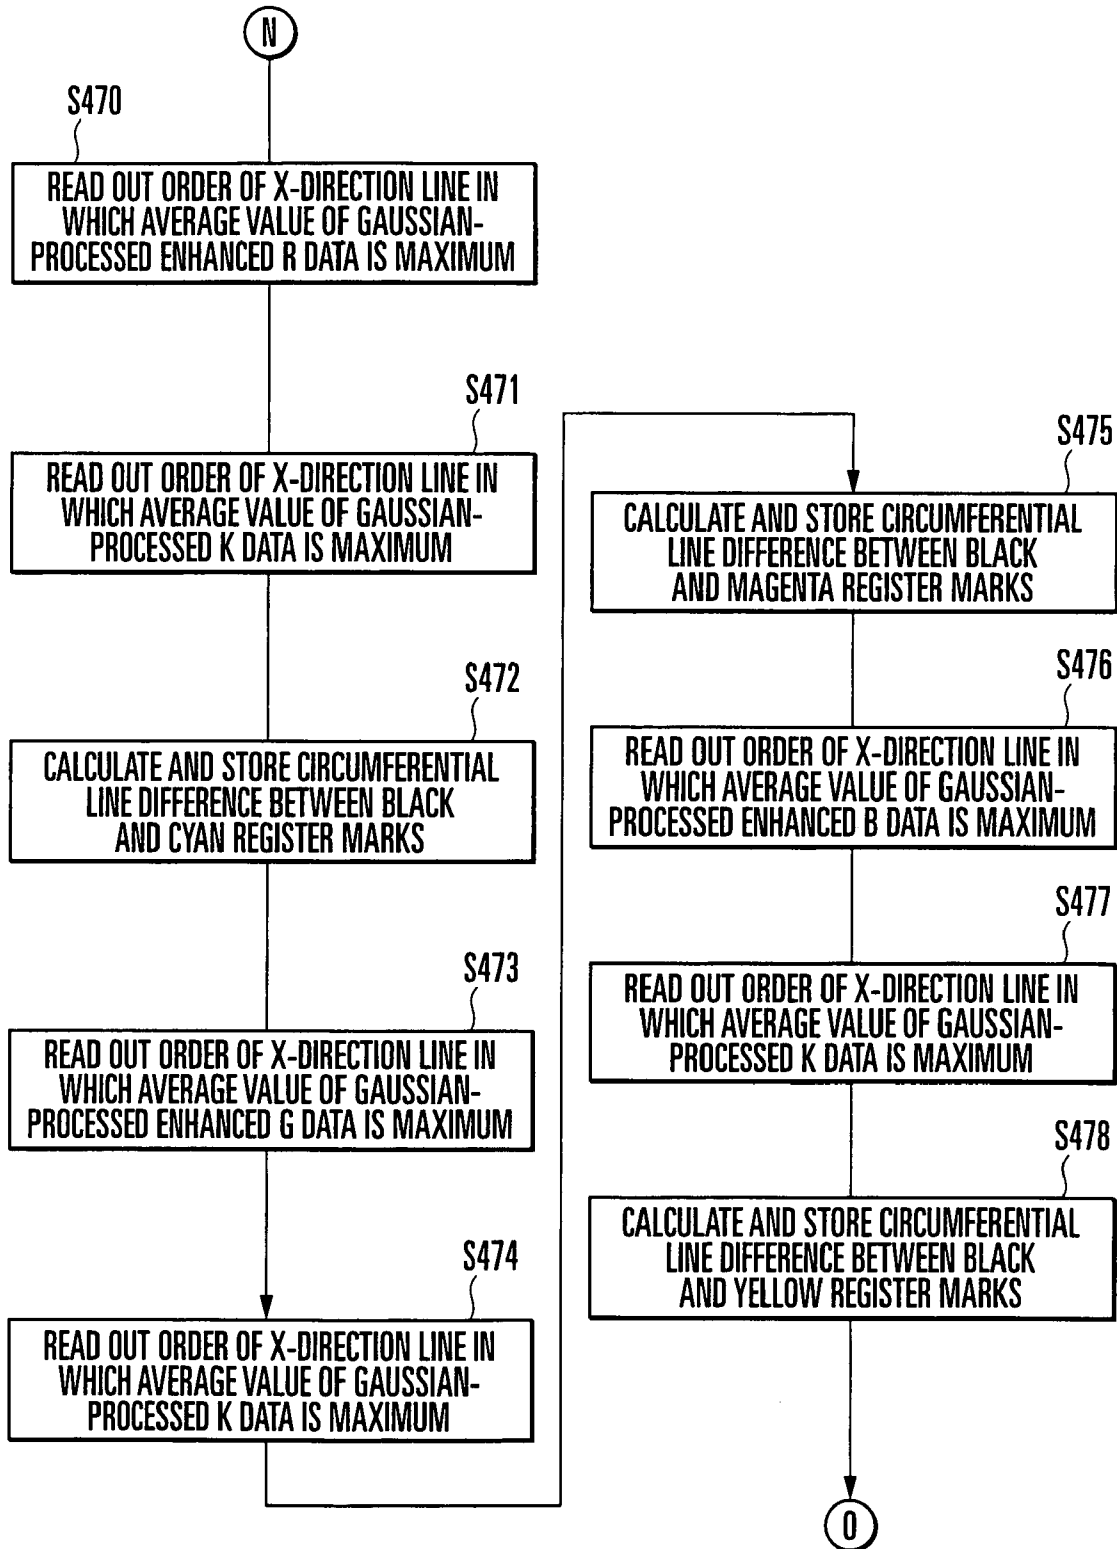 N
S470
READ OUT ORDER OF X-DIRECTION LINE IN
WHICH AVERAGE VALUE OF GAUSSIAN-
PROCESSED ENHANCED R DATA IS MAXIMUM
S471
READ OUT ORDER OF X-DIRECTION LINE IN
WHICH AVERAGE VALUE OF GAUSSIAN-
PROCESSED K DATA IS MAXIMUM
S472
CALCULATE AND STORE CIRCUMFERENTIAL
LINE DIFFERENCE BETWEEN BLACK
AND CYAN REGISTER MARKS
S473
READ OUT ORDER OF X-DIRECTION LINE IN
WHICH AVERAGE VALUE OF GAUSSIAN-
PROCESSED ENHANCED G DATA IS MAXIMUM
S474
READ OUT ORDER OF X-DIRECTION LINE IN
WHICH AVERAGE VALUE OF GAUSSIAN-
PROCESSED K DATA IS MAXIMUM
S475
CALCULATE AND STORE CIRCUMFERENTIAL
LINE DIFFERENCE BETWEEN BLACK
AND MAGENTA REGISTER MARKS
S476
READ OUT ORDER OF X-DIRECTION LINE IN
WHICH AVERAGE VALUE OF GAUSSIAN-
PROCESSED ENHANCED B DATA IS MAXIMUM
S477
READ OUT ORDER OF X-DIRECTION LINE IN
WHICH AVERAGE VALUE OF GAUSSIAN-
PROCESSED K DATA IS MAXIMUM
S478
CALCULATE AND STORE CIRCUMFERENTIAL
LINE DIFFERENCE BETWEEN BLACK
AND YELLOW REGISTER MARKS
O